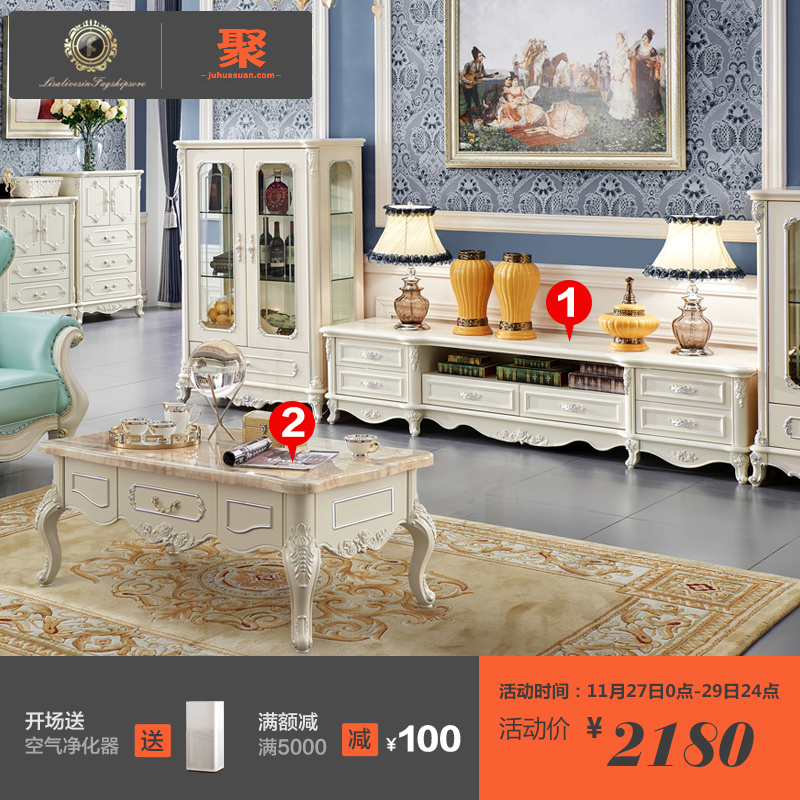 F
LisalivosinFagshipsore
聚
juhuasuan.com
1
2
开场送
空气净化器
送
满额减
满5000
减
¥100
活动时间：11月27日0点-29日24点
活动价
¥2180